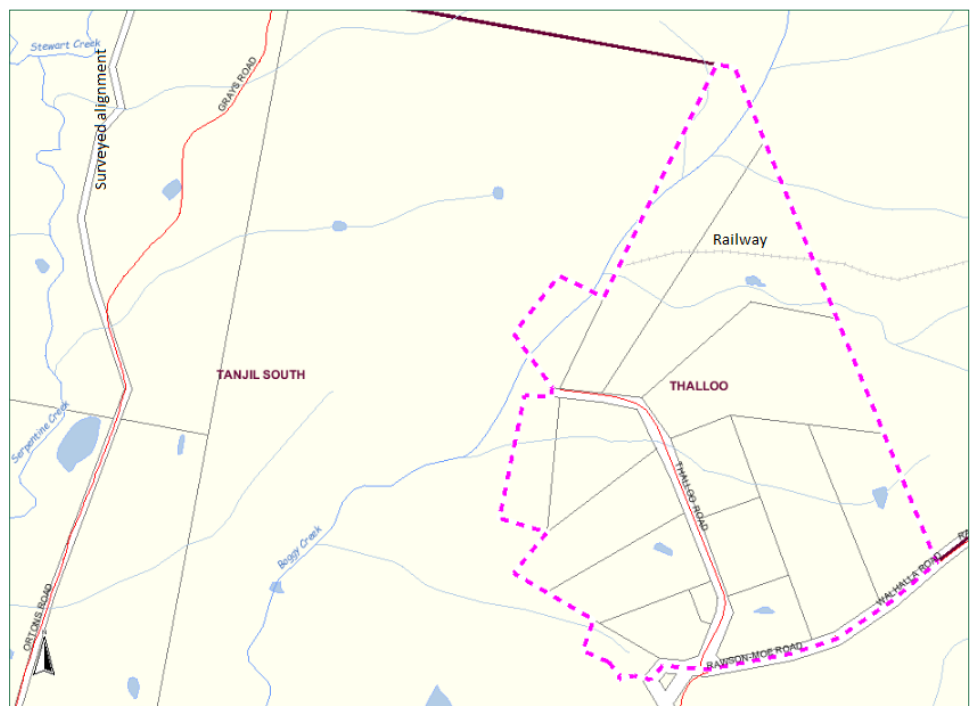 Stewart Creek
Surveyed alignment
GRAYS ROAD
Railway
TANJIL SOUTH
THALLOO
Serpentine Creek
THALLOO ROAD
Boggy Creek
ORTONS ROAD
WALHALLA ROAD
RAWSON-MOE ROAD